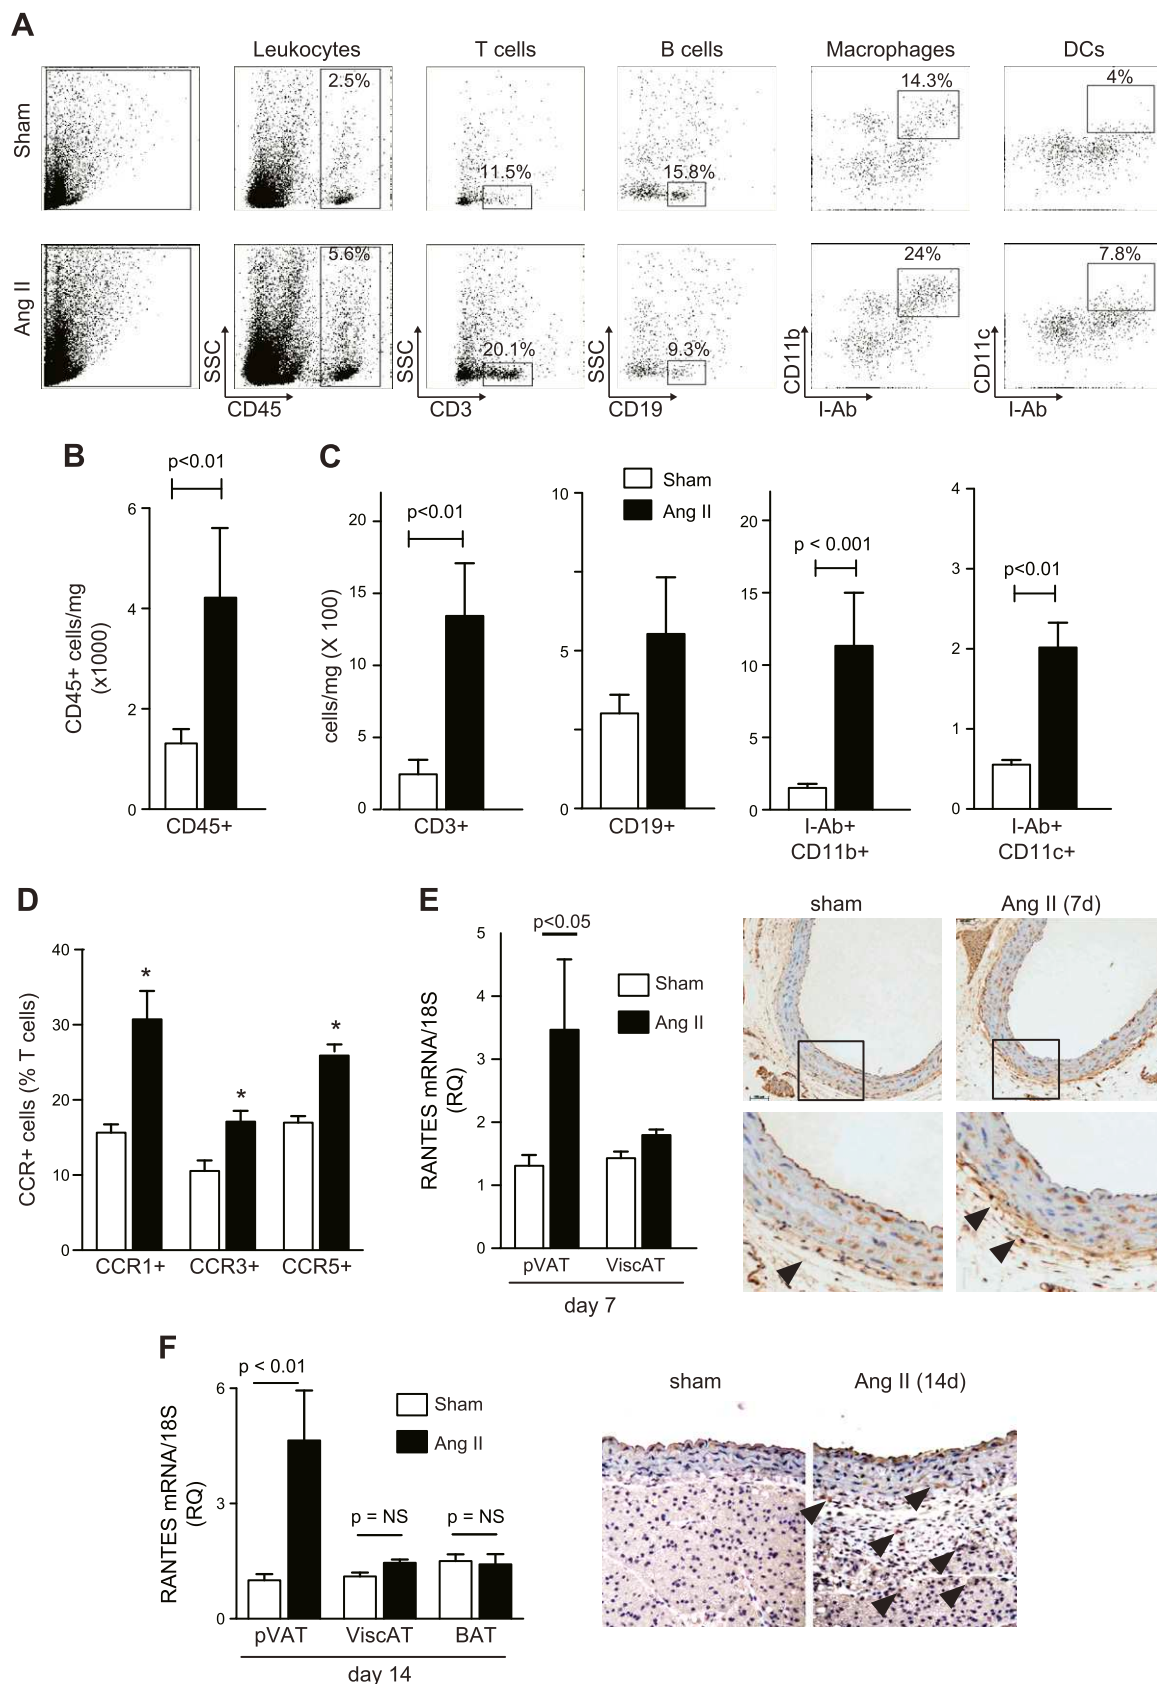 A
Leukocytes T cells B cells Macrophages DCs
Sham
2.5%
11.5%
15.8%
14.3%
4%
Ang II
5.6%
20.1%
9.3%
24%
7.8%
SSC
CD45
SSC
CD3
SSC
CD19
CD11b
I-Ab
CD11c
I-Ab
B
p<0.01
6
4
2
0
CD45+ cells/mg
(x1000)
CD45+
C
Sham
Ang II
p<0.01
20
15
10
5
0
cells/mg (X 100)
CD3+
10
5
0
CD19+
p < 0.001
20
15
10
5
0
I-Ab+
CD11b+
4
p<0.01
3
2
1
0
I-Ab+
CD11c+
D
40
30
20
10
0
CCR+ cells (% T cells)
*
*
*
CCR1+ CCR3+ CCR5+
E
p<0.05
5
4
3
2
1
0
RANTES mRNA/18S
(RQ)
Sham
Ang II
pVAT ViscAT
day 7
sham Ang II (7d)
F
p < 0.01
6
3
0
RANTES mRNA/18S
(RQ)
Sham
Ang II
p = NS p = NS
pVAT ViscAT BAT
day 14
sham Ang II (14d)